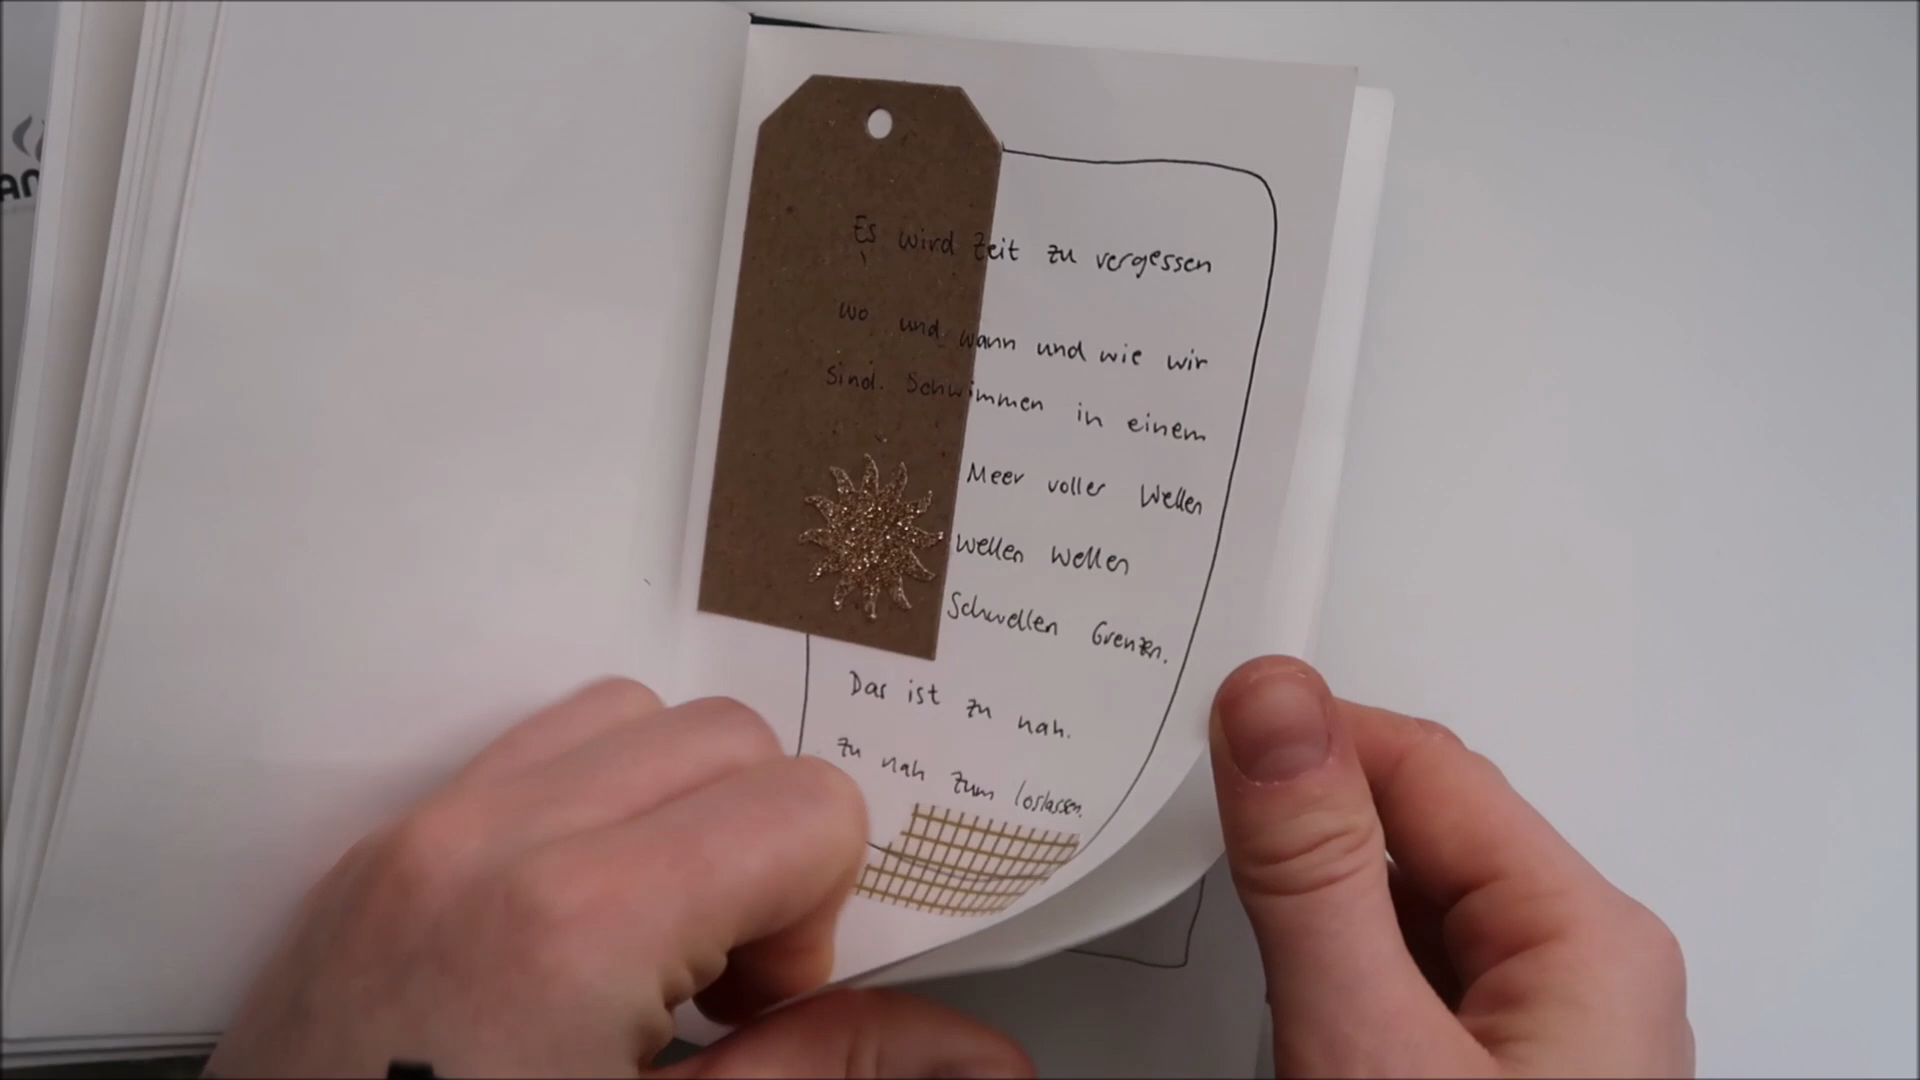 Es wird Zeit zu vergessen
wo und wann und wie wir
sind. Schwimmen in einem
Meer voller Wellen
wellen wellen
Schwellen Grenzen.
Das ist zu nah.
zu nah zum loslassen.